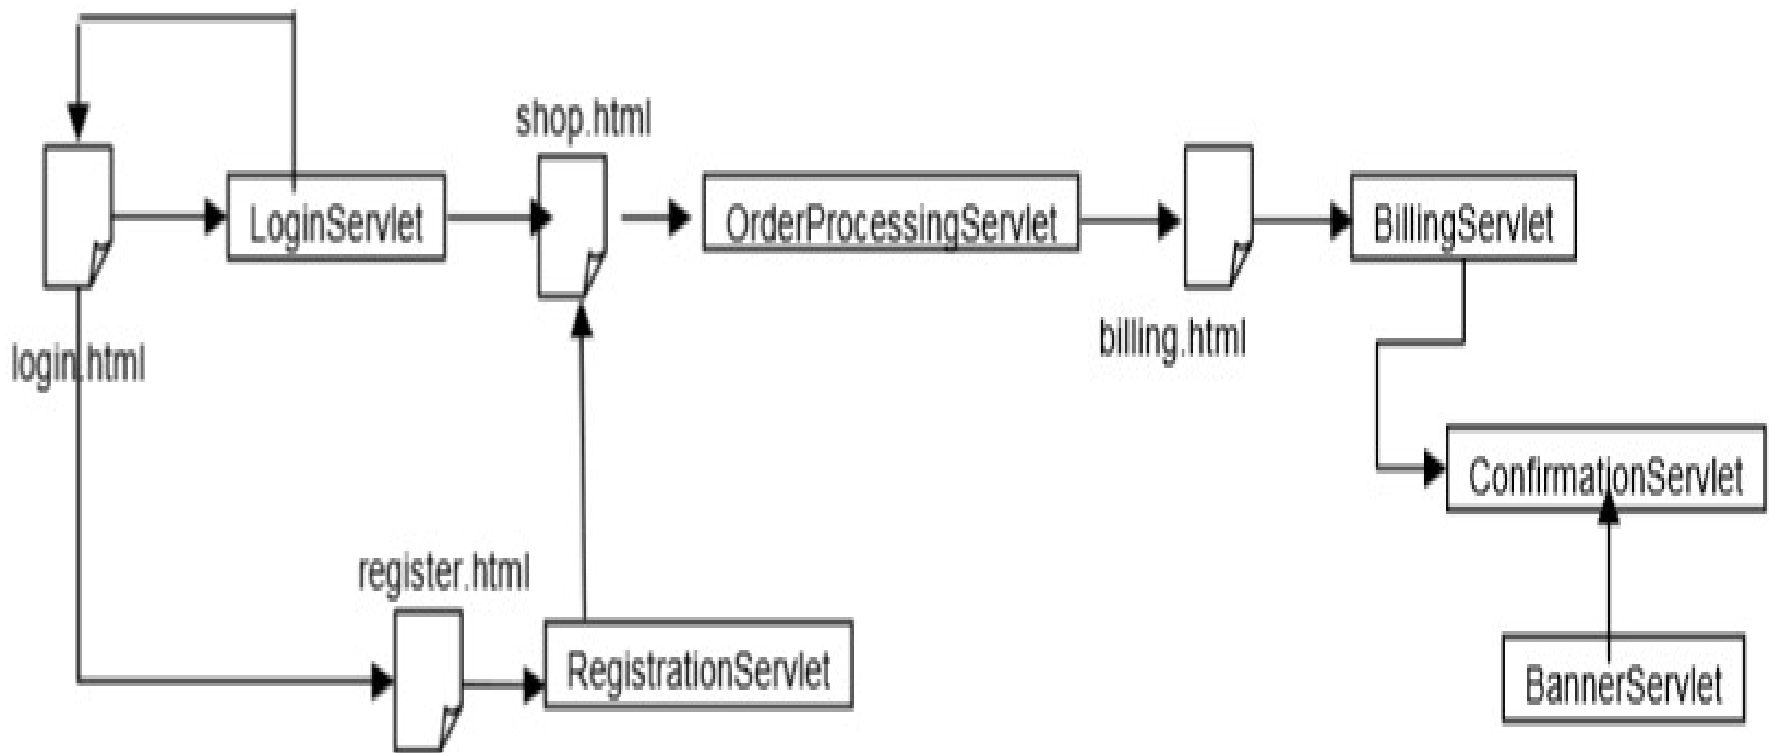 shop.html
LoginServlet
OrderProcessingServlet
BillingServlet
login.html
billing.html
ConfirmationServlet
register.html
RegistrationServlet
BannerServlet